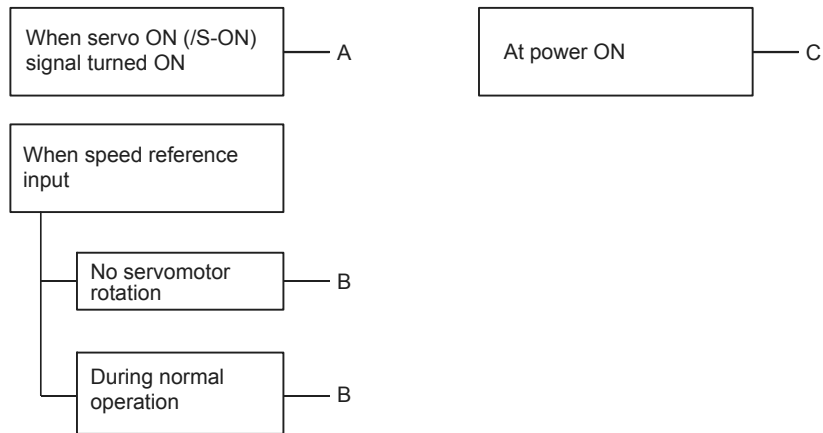 When servo ON (/S-ON)
signal turned ON
A
At power ON
C
When speed reference
input
No servomotor
rotation
B
During normal
operation
B